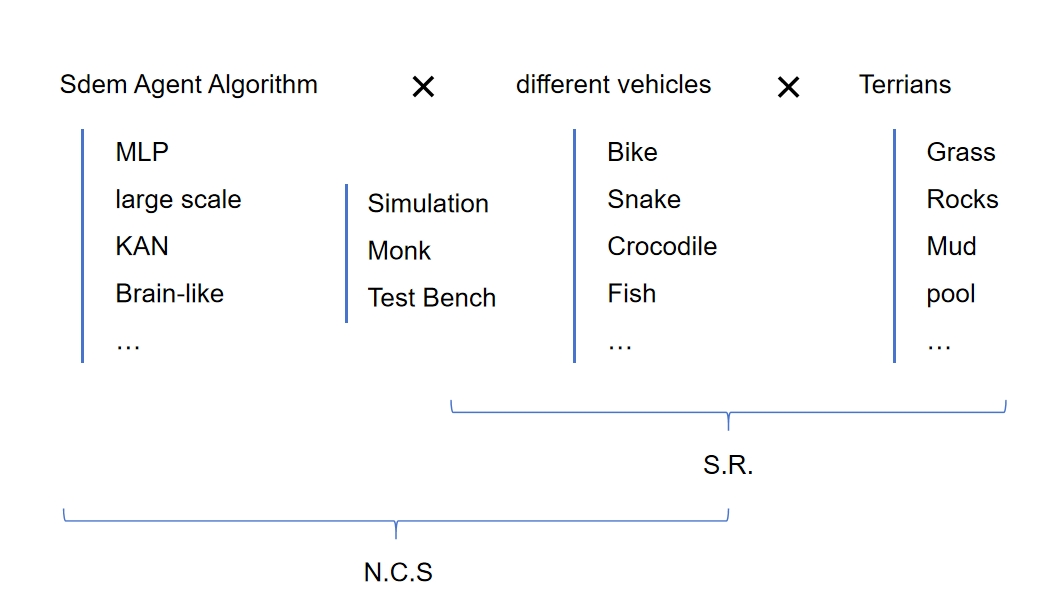 Sdem Agent Algorithm × different vehicles × Terrians
MLP
large scale
KAN
Brain-like
…
Simulation
Monk
Test Bench
Bike
Snake
Crocodile
Fish
…
Grass
Rocks
Mud
pool
…
S.R.
N.C.S